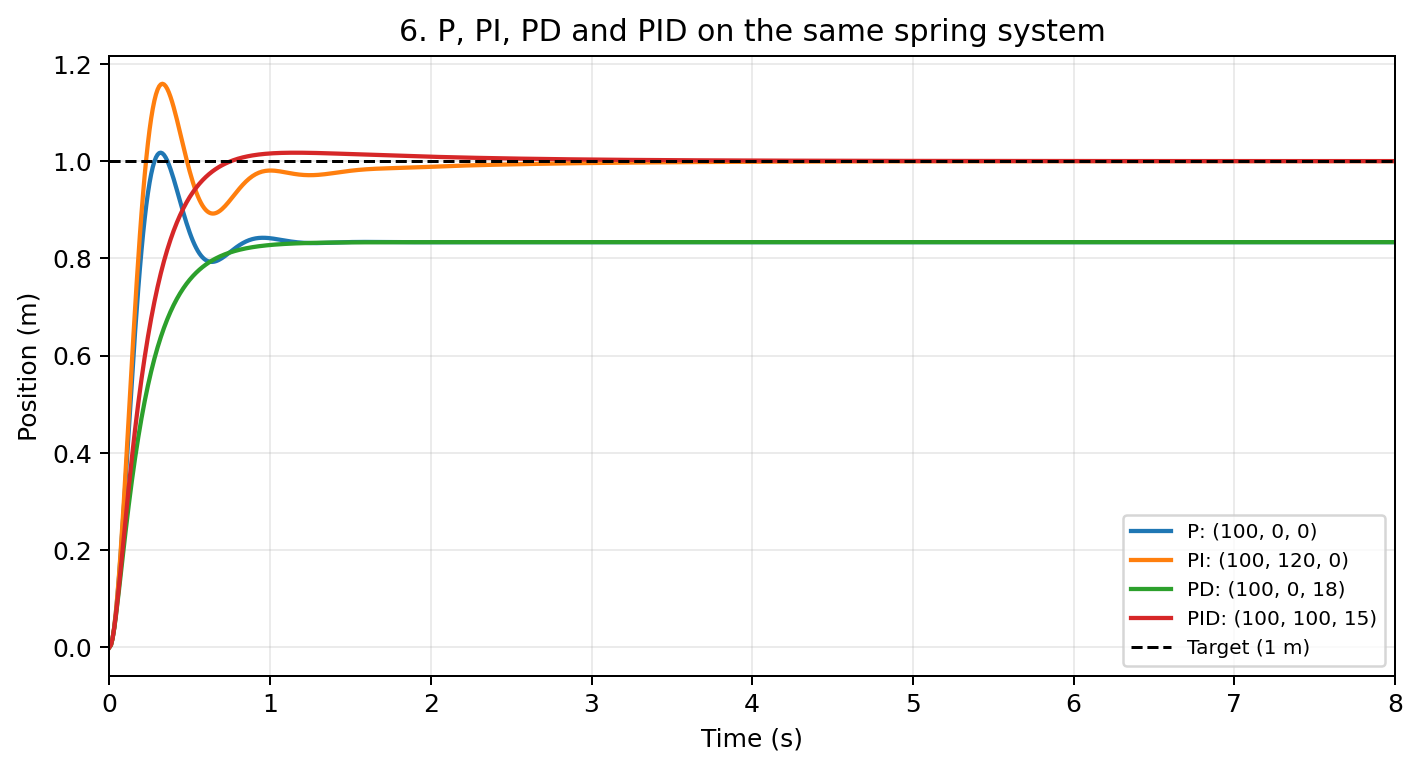 6. P, PI, PD and PID on the same spring system
Position (m)
1.2
1.0
0.8
0.6
0.4
0.2
0.0
P: (100, 0, 0)
PI: (100, 120, 0)
PD: (100, 0, 18)
PID: (100, 100, 15)
Target (1 m)
0 1 2 3 4 5 6 7 8
Time (s)